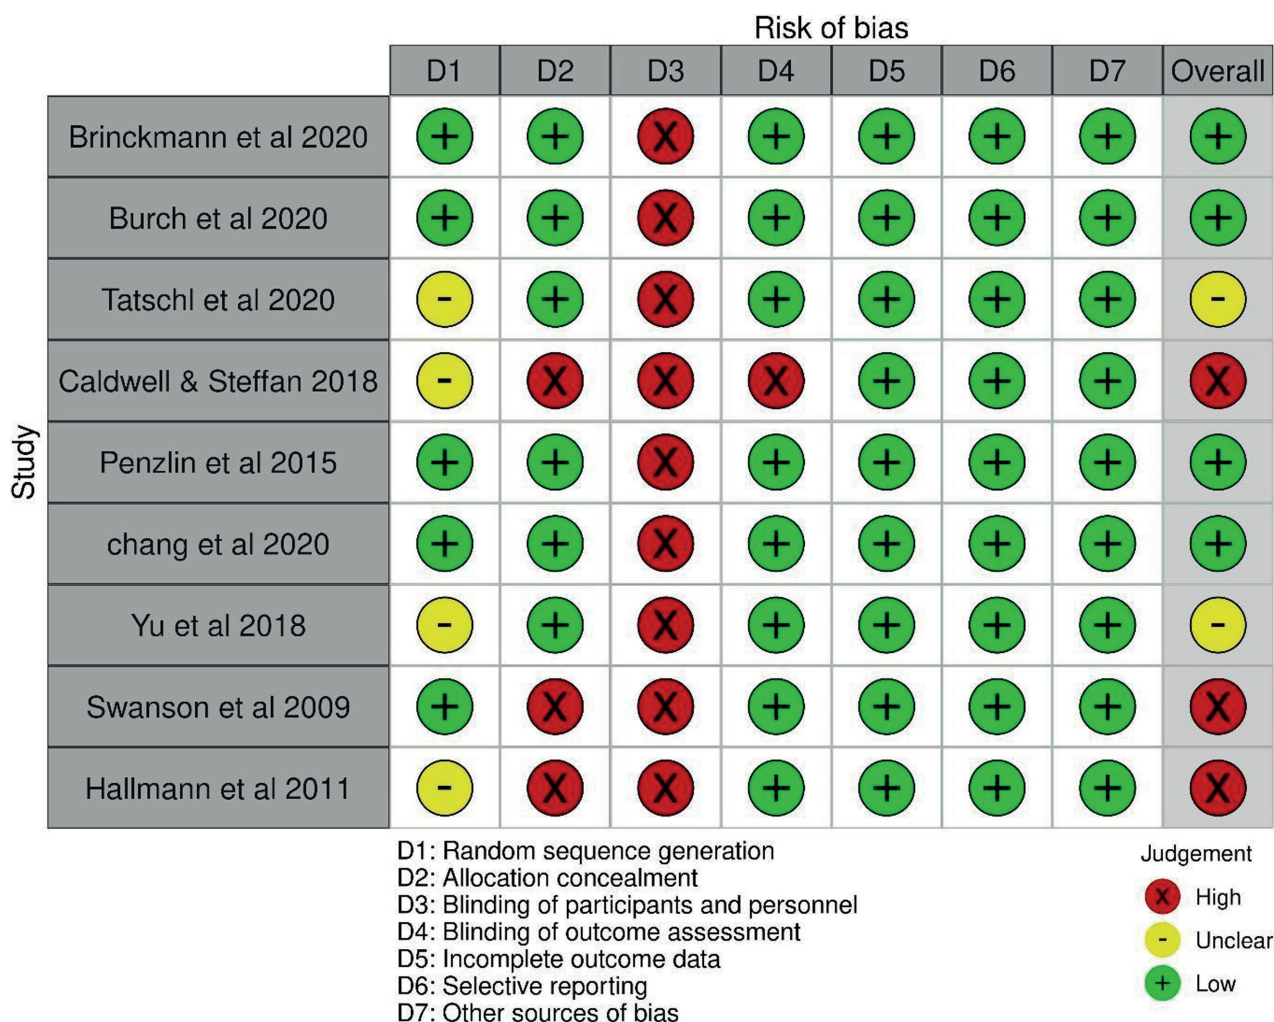 Risk of bias
D1 D2 D3 D4 D5 D6 D7 Overall
Study
Brinckmann et al 2020 + + X + + + + +
Burch et al 2020 + + X + + + + +
Tatschl et al 2020 - + X + + + + -
Caldwell & Steffan 2018 - X X X + + + X
Penzlin et al 2015 + + X + + + + +
chang et al 2020 + + X + + + + +
Yu et al 2018 - + X + + + + -
Swanson et al 2009 + X X + + + + X
Hallmann et al 2011 - X X + + + + X
D1: Random sequence generation
D2: Allocation concealment
D3: Blinding of participants and personnel
D4: Blinding of outcome assessment
D5: Incomplete outcome data
D6: Selective reporting
D7: Other sources of bias
Judgement
X High
- Unclear
+ Low